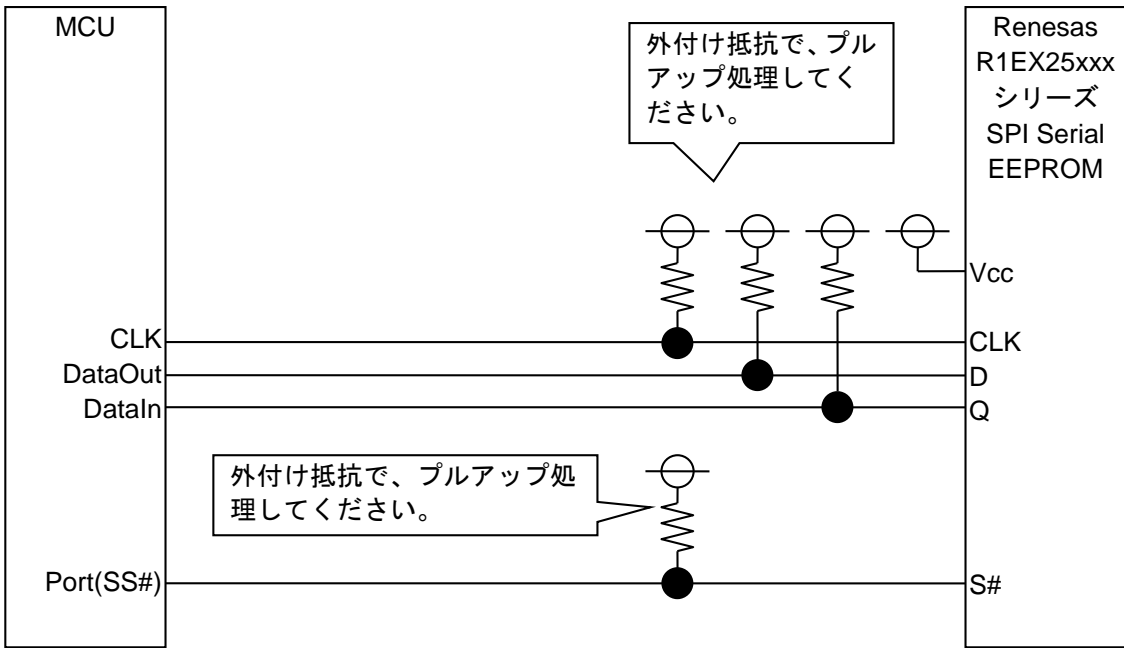 MCU
外付け抵抗で、プル
アップ処理してく
ださい。
Renesas
R1EX25xxx
シリーズ
SPI Serial
EEPROM
Vcc
CLK
CLK
DataOut
D
DataIn
Q
外付け抵抗で、プルアップ処
理してください。
Port(SS#)
S#